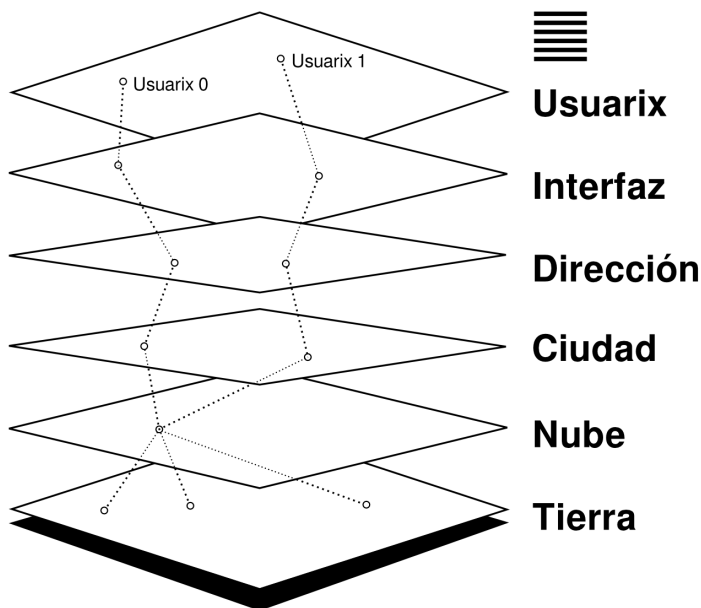 Usuarix 0
Usuarix 1
Usuarix
Interfaz
Dirección
Ciudad
Nube
Tierra